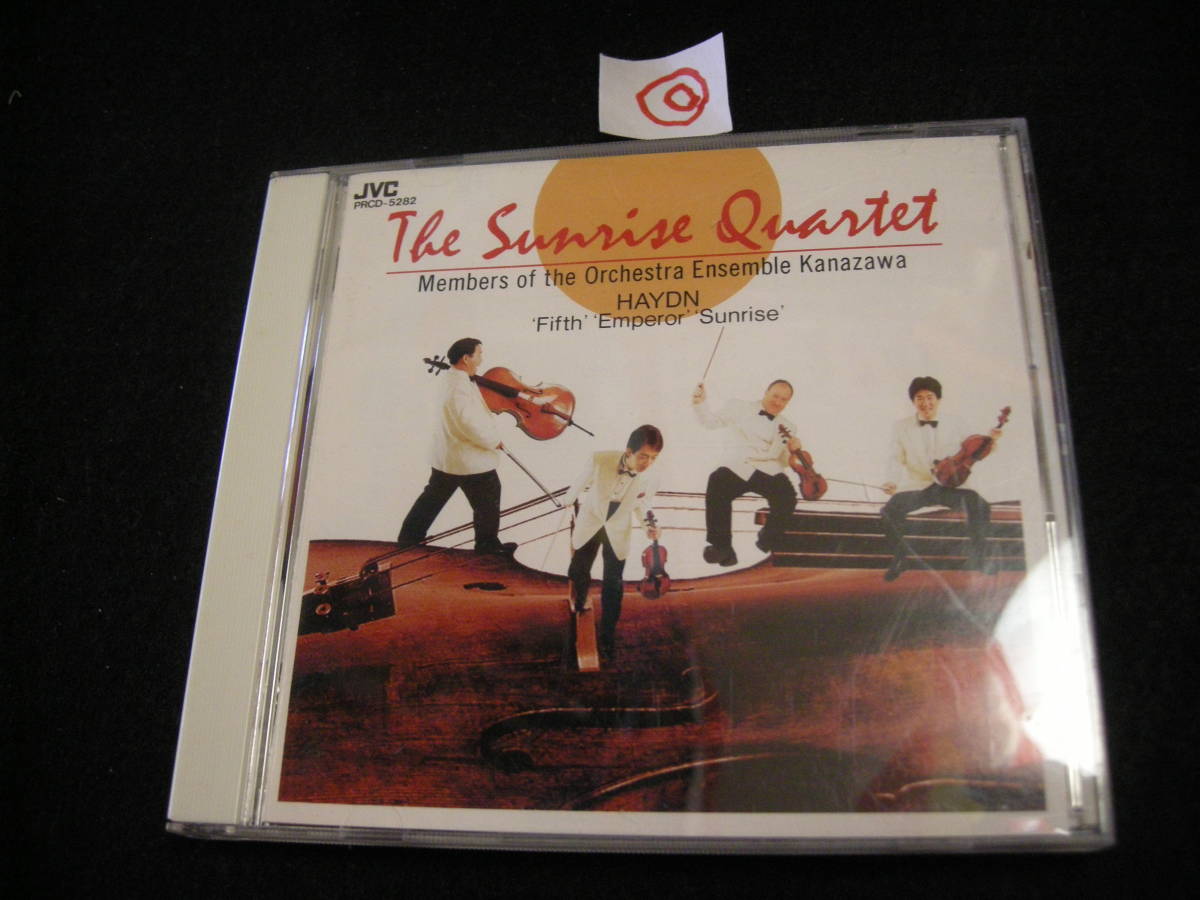 JVC
PRCD-5282
The Sunrise Quartet
Members of the Orchestra Ensemble Kanazawa
HAYDN
‘Fifth’ ‘Emperor’ ‘Sunrise’